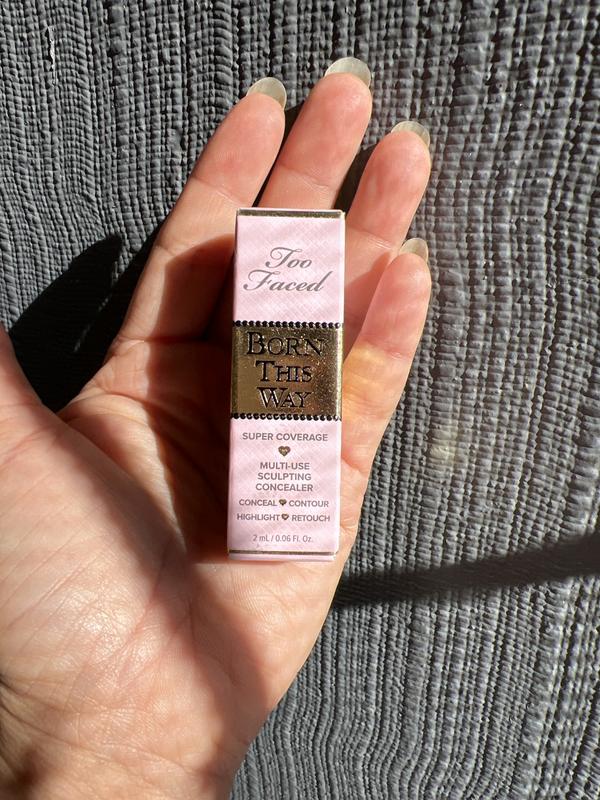 Too
Faced
BORN
THIS
WAY
SUPER COVERAGE
MULTI-USE
SCULPTING
CONCEALER
CONCEAL CONTOUR
HIGHLIGHT RETOUCH
2 mL / 0.06 Fl. Oz.